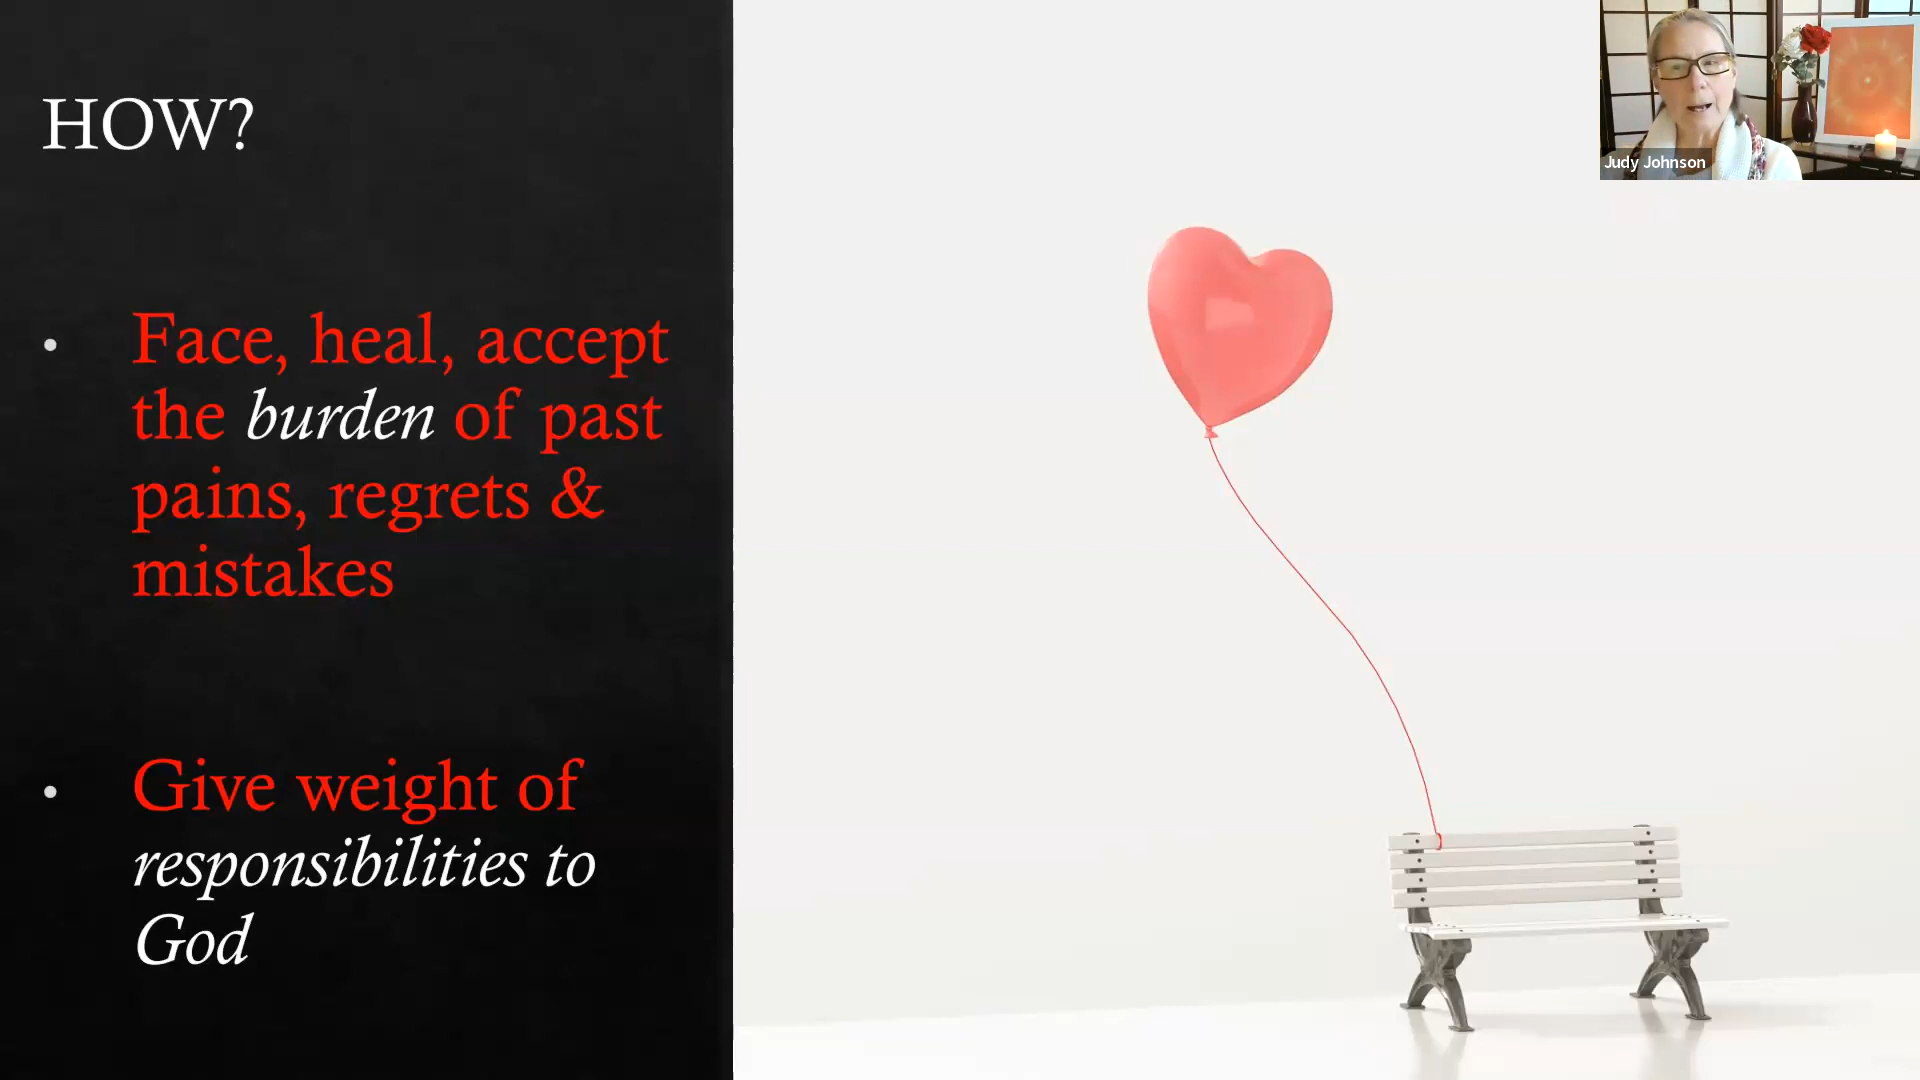 HOW?
• Face, heal, accept
the burden of past
pains, regrets &
mistakes
• Give weight of
responsibilities to
God
Judy Johnson